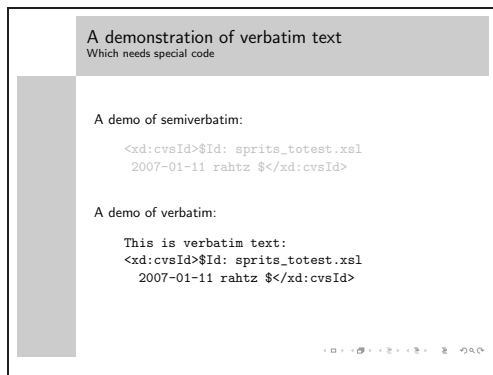 A demonstration of verbatim text
Which needs special code
A demo of semiverbatim:
<xd:cvsId>$Id: sprits_totest.xsl
2007-01-11 rahtz $</xd:cvsId>
A demo of verbatim:
This is verbatim text:
<xd:cvsId>$Id: sprits_totest.xsl
2007-01-11 rahtz $</xd:cvsId>